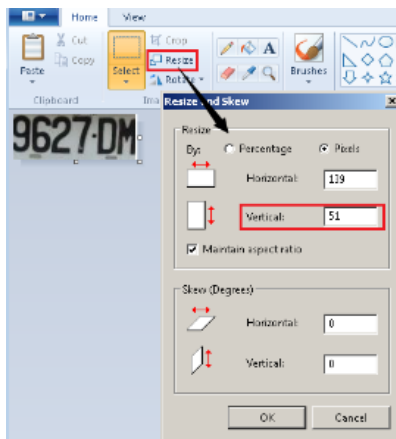 Home View
Cut
Copy
Paste
Select
Crop
Resize
Rotate
Brushes
Clipboard
Ima
Resize and Skew
9627·DM
Resize
By: Percentage Pixels
Horizontal: 139
Vertical: 51
Maintain aspect ratio
Skew (Degrees)
Horizontal: 0
Vertical: 0
OK Cancel